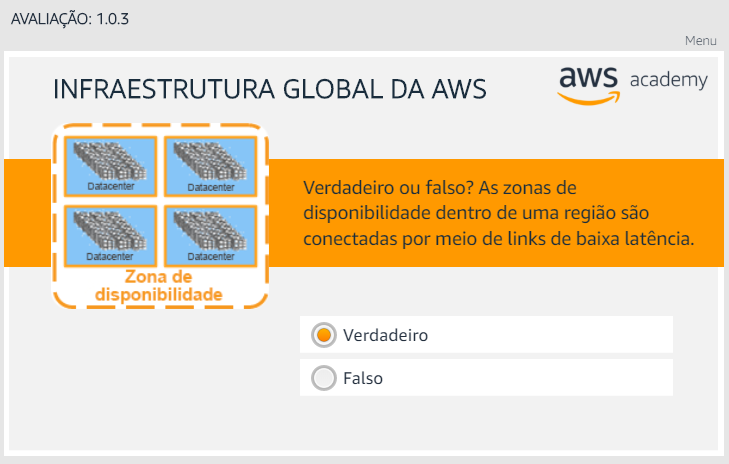 AVALIAÇÃO: 1.0.3
Menu
INFRAESTRUTURA GLOBAL DA AWS
aws academy
Datacenter
Datacenter
Datacenter
Datacenter
Zona de
disponibilidade
Verdadeiro ou falso? As zonas de
disponibilidade dentro de uma região são
conectadas por meio de links de baixa latência.
Verdadeiro
Falso